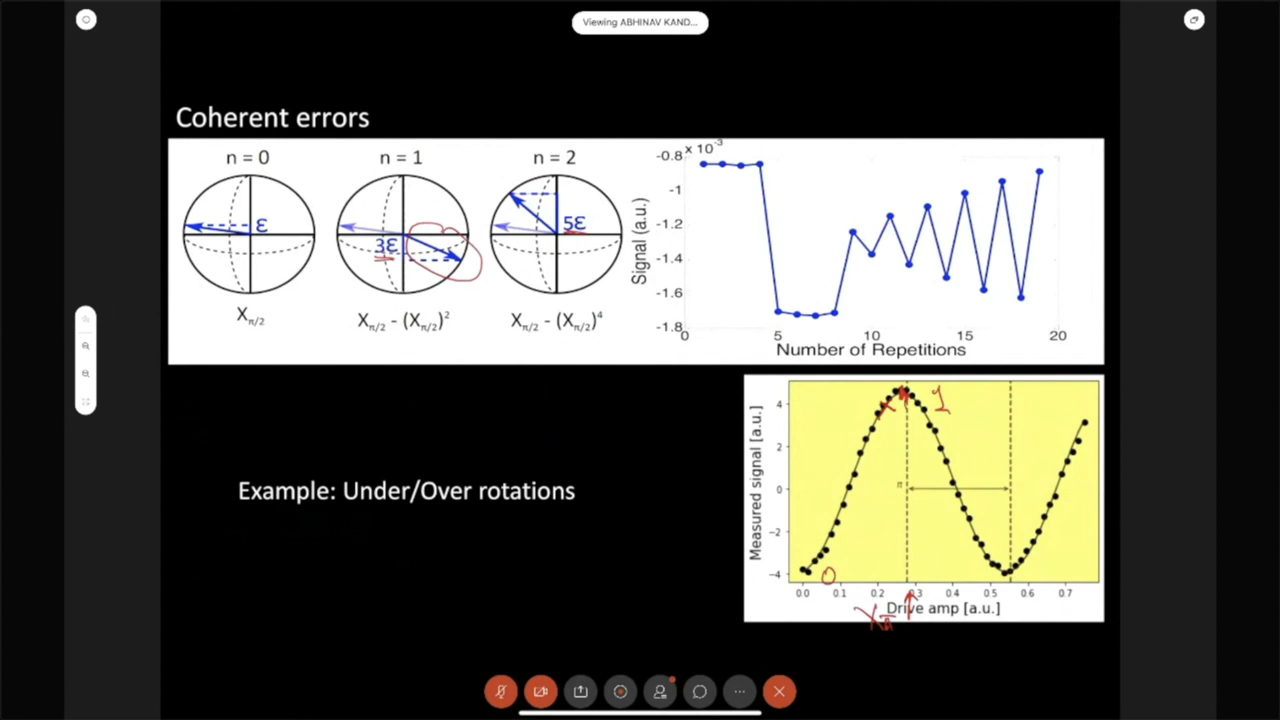 Viewing ABHINAV KAND...
Coherent errors
n = 0
n = 1
n = 2
ε
3ε
5ε
X π/2
X π/2 - (X π/2)²
X π/2 - (X π/2)⁴
x 10⁻³
-0.8
-1
-1.2
-1.4
-1.6
-1.8
0 5 10 15 20
Signal (a.u.)
Number of Repetitions
Example: Under/Over rotations
4
2
0
−2
−4
Measured signal [a.u.]
π
1
0
0.0 0.1 0.2 0.3 0.4 0.5 0.6 0.7
Drive amp [a.u.]
X π